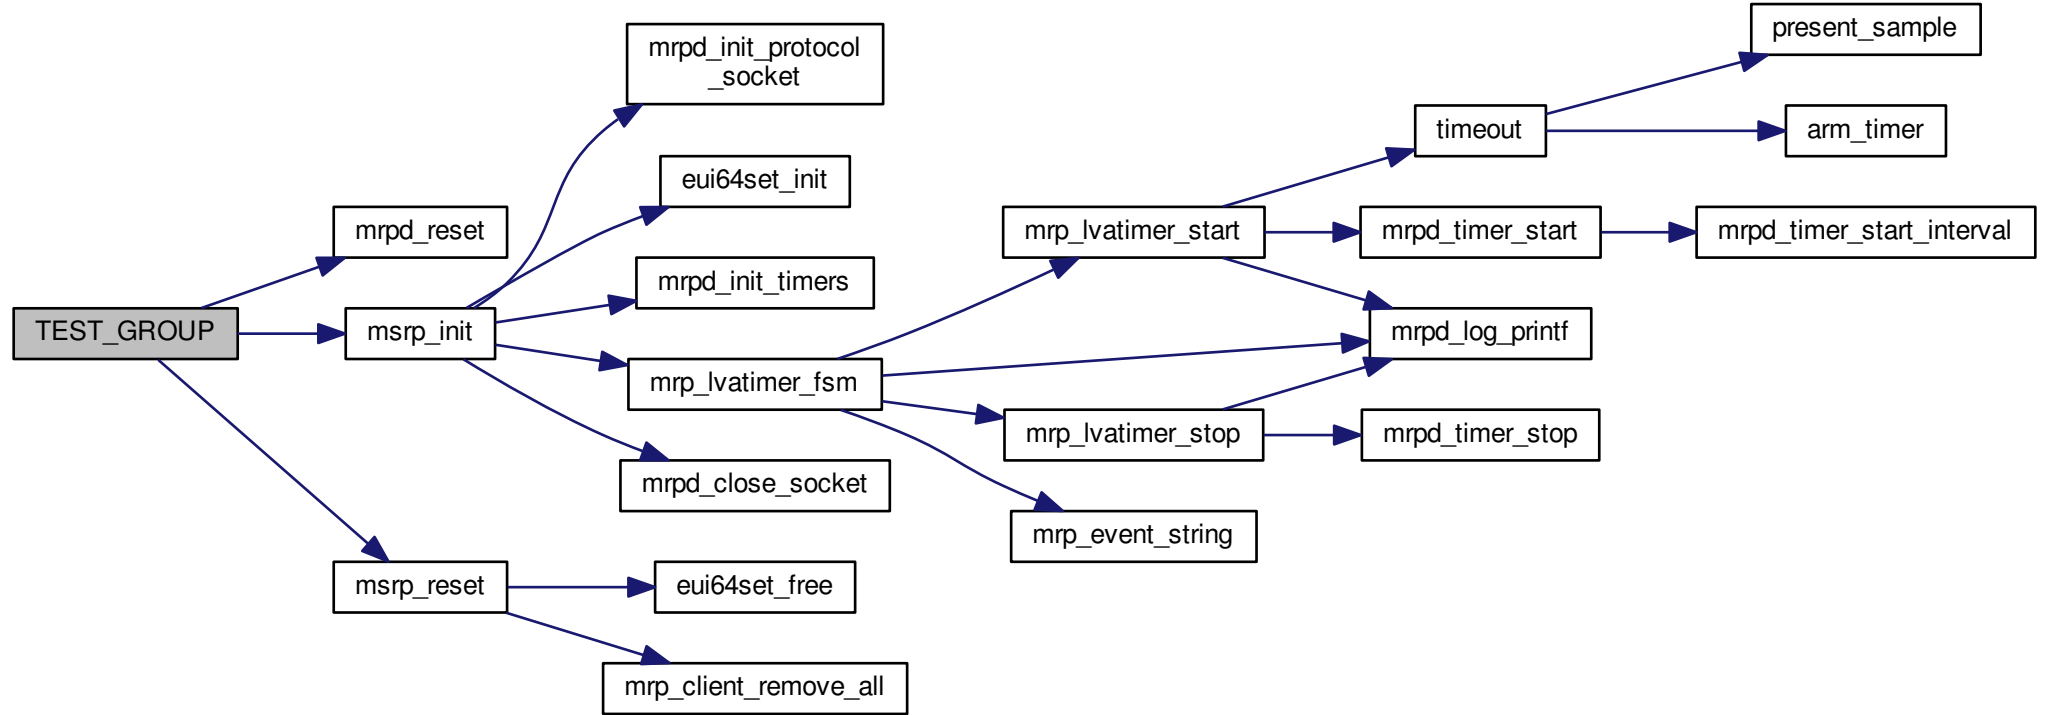 TEST_GROUP
mrpd_reset
msrp_init
msrp_reset
mrpd_init_protocol
_socket
eui64set_init
mrpd_init_timers
mrp_lvatimer_fsm
mrpd_close_socket
eui64set_free
mrp_client_remove_all
mrp_lvatimer_start
mrp_lvatimer_stop
mrp_event_string
timeout
mrpd_timer_start
mrpd_log_printf
mrpd_timer_stop
present_sample
arm_timer
mrpd_timer_start_interval